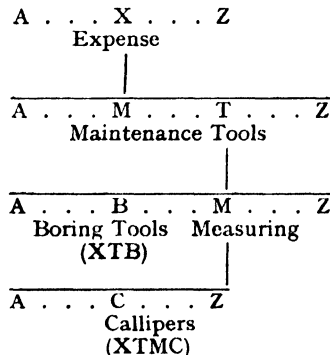 A . . . X . . . Z
Expense
A . . . M . . . T . . . Z
Maintenance Tools
A . . . B . . . M . . . Z
Boring Tools Measuring
(XTB)
A . . . C . . . Z
Callipers
(XTMC)